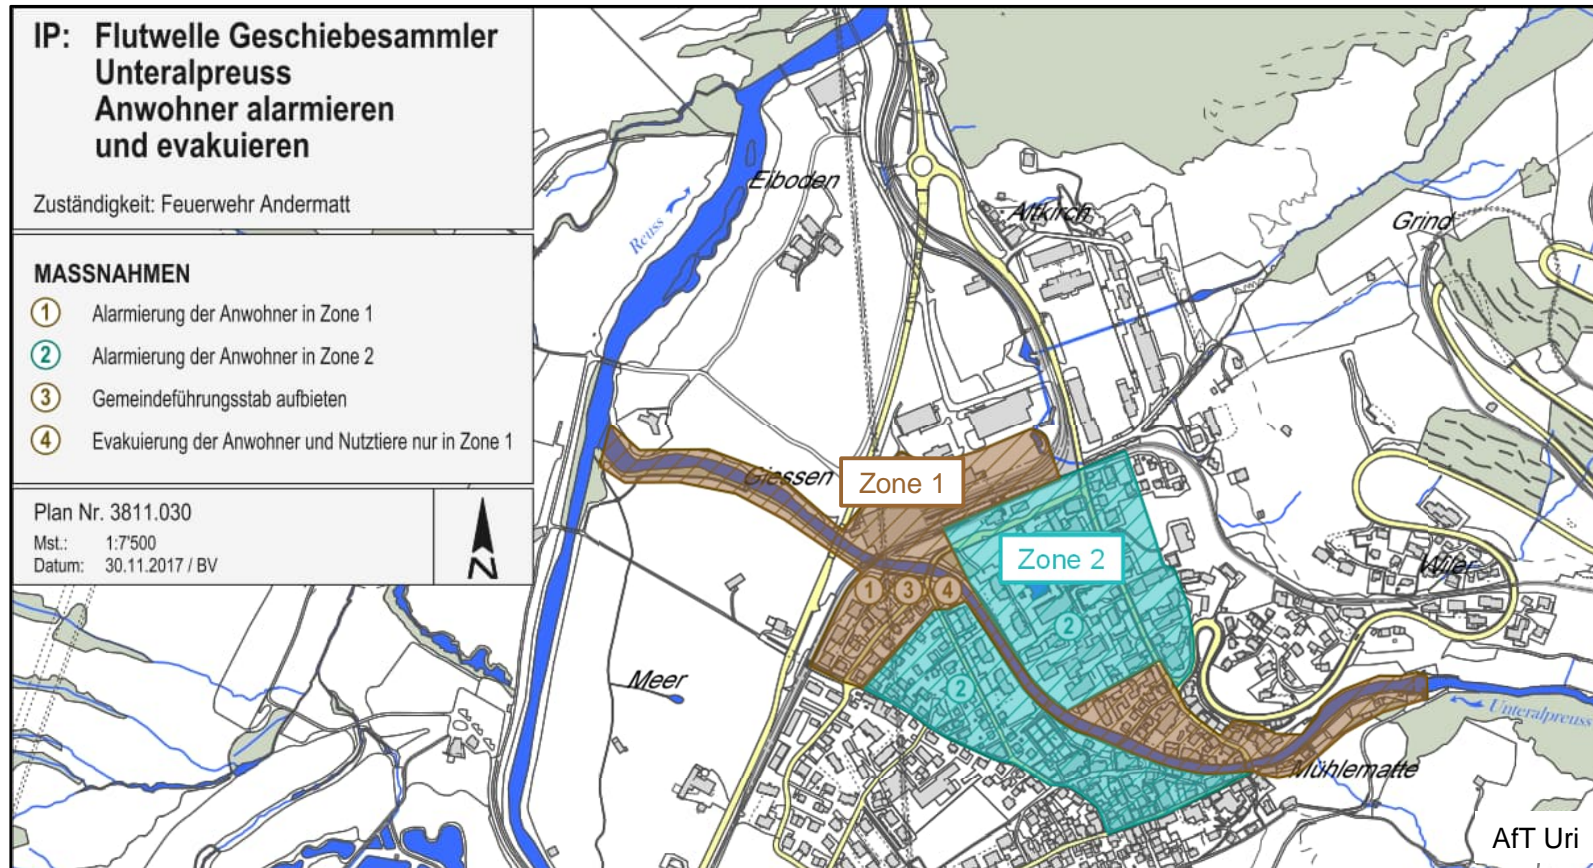 IP: Flutwelle Geschiebesammler
Unteralpreuss
Anwohner alarmieren
und evakuieren
Zuständigkeit: Feuerwehr Andermatt
MASSNAHMEN
1 Alarmierung der Anwohner in Zone 1
2 Alarmierung der Anwohner in Zone 2
3 Gemeindeführungsstab aufbieten
4 Evakuierung der Anwohner und Nutztiere nur in Zone 1
Plan Nr. 3811.030
Mst.: 1:7'500
Datum: 30.11.2017 / BV
N
Eiboden
Reuss
Altkirch
Grind
Giessen
Zone 1
Zone 2
Wiler
1 3 4
2
2
Meer
Unteralpreuss
Mühlematte
AfT Uri